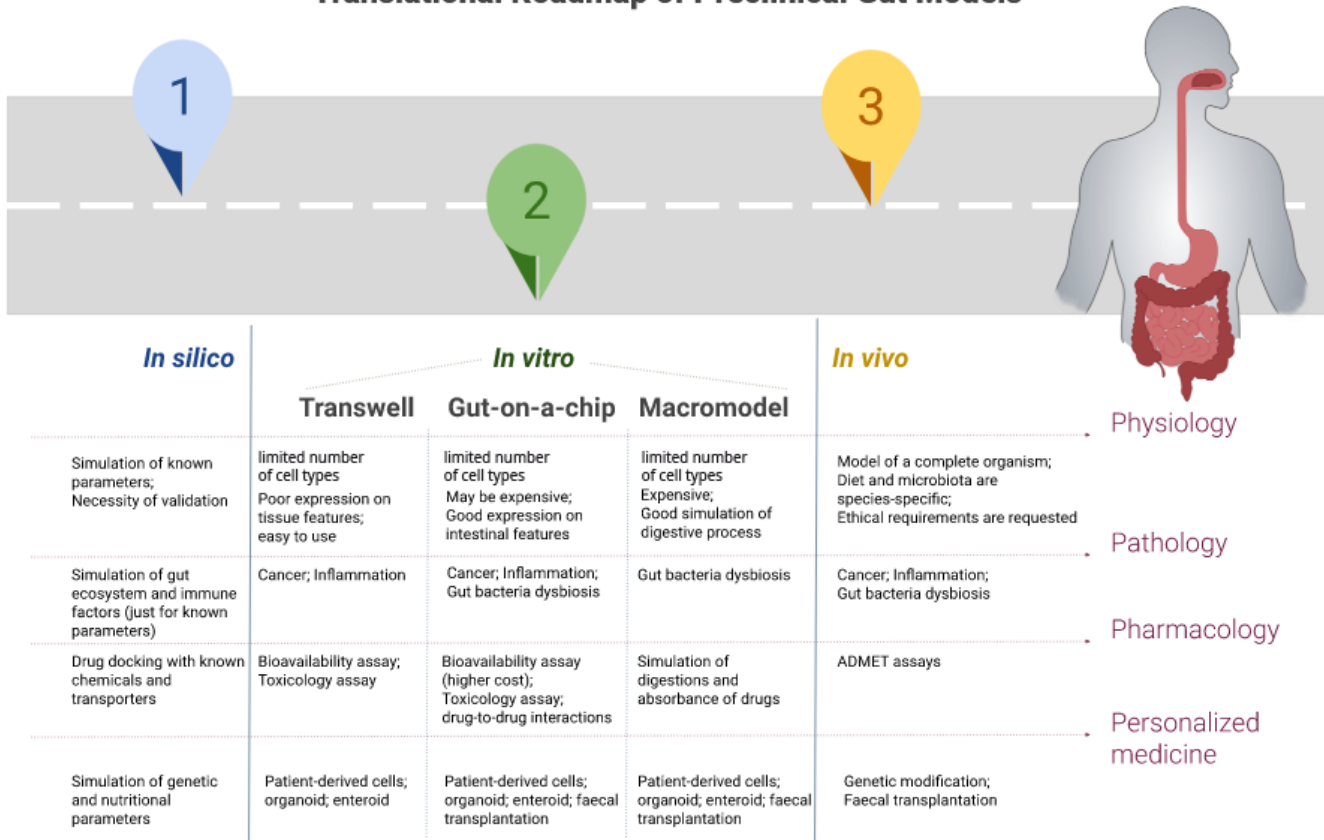 Translational Roadmap of Preclinical Gut Models
1
2
3
In silico
In vitro
In vivo
Transwell
Gut-on-a-chip
Macromodel
Physiology
Simulation of known
parameters;
Necessity of validation
limited number
of cell types
Poor expression on
tissue features;
easy to use
limited number
of cell types
May be expensive;
Good expression on
intestinal features
limited number
of cell types
Expensive;
Good simulation of
digestive process
Model of a complete organism;
Diet and microbiota are
species-specific;
Ethical requirements are requested
Pathology
Simulation of gut
ecosystem and immune
factors (just for known
parameters)
Cancer; Inflammation
Cancer; Inflammation;
Gut bacteria dysbiosis
Gut bacteria dysbiosis
Cancer; Inflammation;
Gut bacteria dysbiosis
Pharmacology
Drug docking with known
chemicals and
transporters
Bioavailability assay;
Toxicology assay
Bioavailability assay
(higher cost);
Toxicology assay;
drug-to-drug interactions
Simulation of
digestions and
absorbance of drugs
ADMET assays
Personalized
medicine
Simulation of genetic
and nutritional
parameters
Patient-derived cells;
organoid; enteroid
Patient-derived cells;
organoid; enteroid; faecal
transplantation
Patient-derived cells;
organoid; enteroid; faecal
transplantation
Genetic modification;
Faecal transplantation